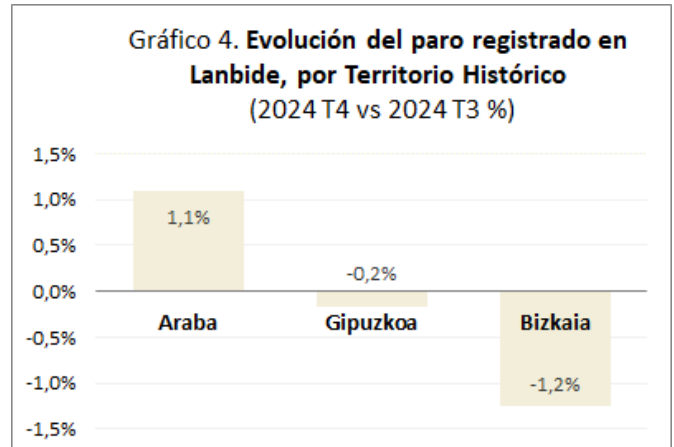 Gráfico 4. Evolución del paro registrado en
Lanbide, por Territorio Histórico
(2024 T4 vs 2024 T3 %)
1,5%
1,0%
1,1%
0,5%
-0,2%
0,0%
Araba
Gipuzkoa
Bizkaia
-0,5%
-1,0%
-1,2%
-1,5%